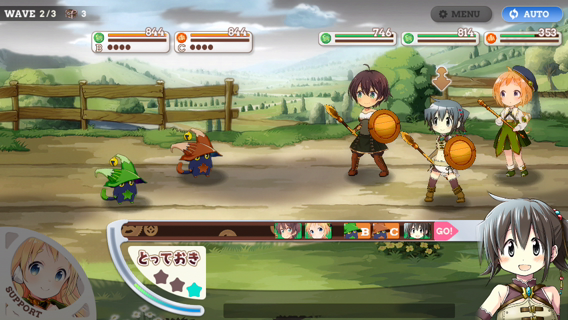 WAVE 2/3
3
MENU
AUTO
844
B
844
C
746
814
353
B
C
GO!
とっておき
SUPPORT